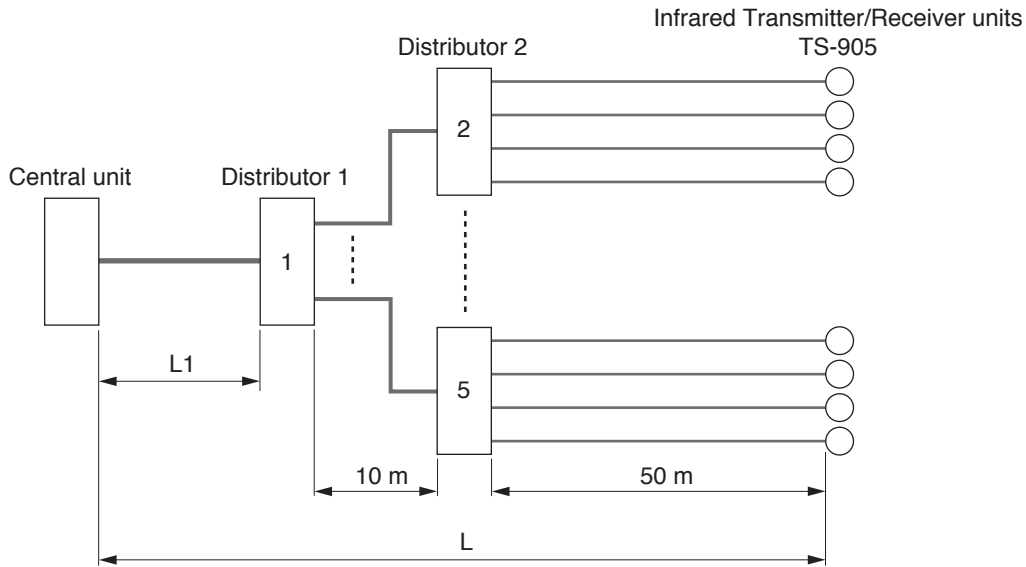 Infrared Transmitter/Receiver units
TS-905
Distributor 2
2
Central unit
Distributor 1
1
L1
5
10 m
50 m
L